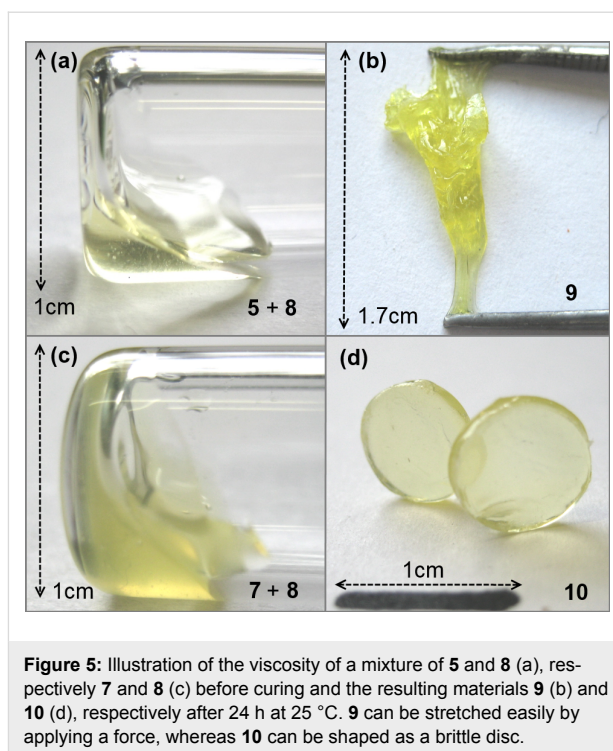 (a)
1cm
5 + 8
(b)
1.7cm
9
(c)
1cm
7 + 8
(d)
1cm
10
Figure 5: Illustration of the viscosity of a mixture of 5 and 8 (a), res-
pectively 7 and 8 (c) before curing and the resulting materials 9 (b) and
10 (d), respectively after 24 h at 25 °C. 9 can be stretched easily by
applying a force, whereas 10 can be shaped as a brittle disc.